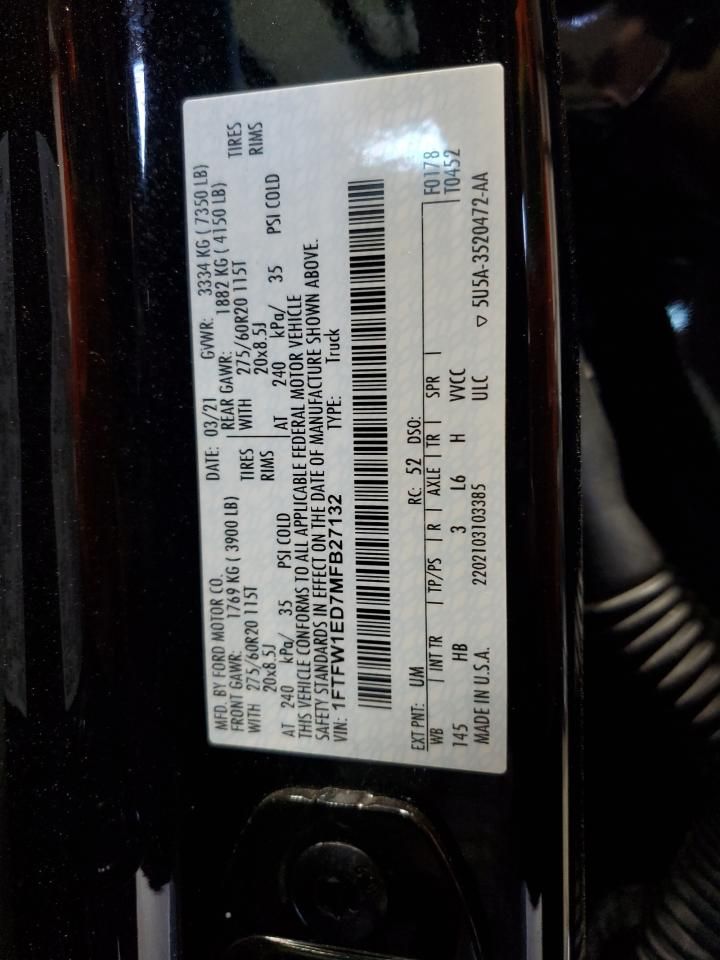 MFD. BY FORD MOTOR CO. DATE: 03/21 GVWR: 3334 KG ( 7350 LB)
FRONT GAWR: 1769 KG ( 3900 LB) REAR GAWR: 1882 KG ( 4150 LB)
WITH 275/60R20 115T TIRES WITH 275/60R20 115T TIRES
20x8.5J RIMS 20x8.5J RIMS
AT 240 kPa/ 35 PSI COLD AT 240 kPa/ 35 PSI COLD
THIS VEHICLE CONFORMS TO ALL APPLICABLE FEDERAL MOTOR VEHICLE
SAFETY STANDARDS IN EFFECT ON THE DATE OF MANUFACTURE SHOWN ABOVE.
VIN: 1FTFW1ED7MFB27132 TYPE: Truck
EXT PNT: UM RC: 52 DSO: F0178
WB INT TR TP/PS R AXLE TR SPR T0452
145 HB 3 L6 H VVCC
MADE IN U.S.A. 2202103103385 ULC ▽ 5U5A-3520472-AA